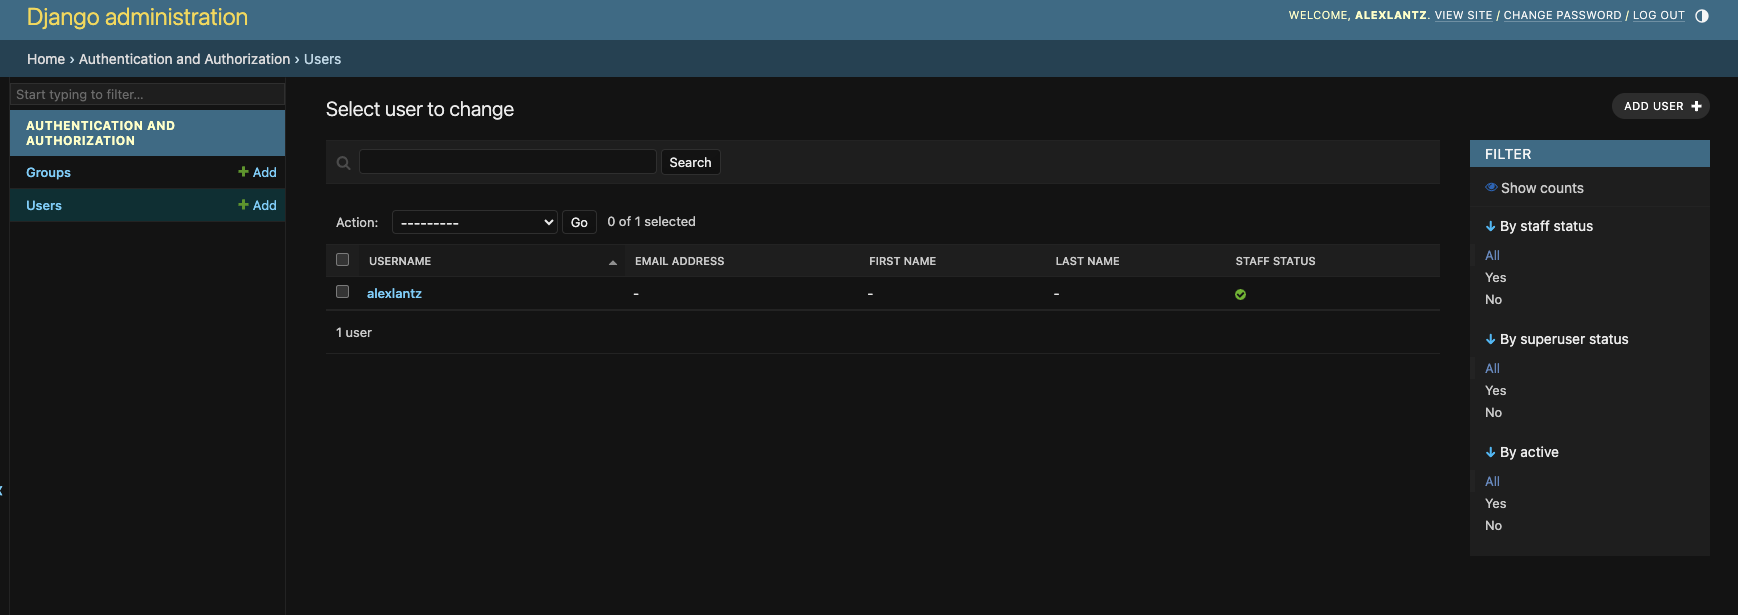 Django administration
WELCOME, ALEXLANTZ. VIEW SITE / CHANGE PASSWORD / LOG OUT
Home › Authentication and Authorization › Users
Start typing to filter...
AUTHENTICATION AND
AUTHORIZATION
Groups + Add
Users + Add
Select user to change
ADD USER +
Search
Action: --------- Go 0 of 1 selected
USERNAME EMAIL ADDRESS FIRST NAME LAST NAME STAFF STATUS
alexlantz - - -
1 user
FILTER
Show counts
↓ By staff status
All
Yes
No
↓ By superuser status
All
Yes
No
↓ By active
All
Yes
No